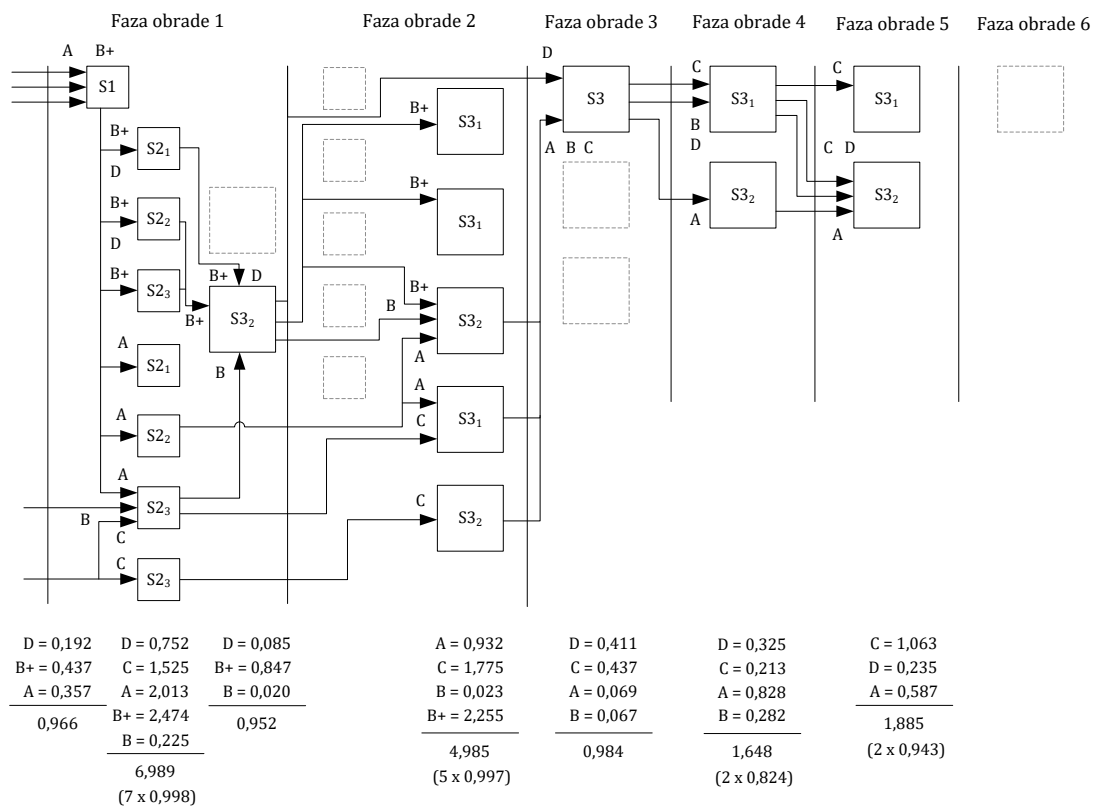 Faza obrade 1
Faza obrade 2
Faza obrade 3
Faza obrade 4
Faza obrade 5
Faza obrade 6
A B+
S1
B+
S2₁
D
B+
S2₂
D
B+
S2₃
A
S2₁
A
S2₂
A
S2₃
B
C
C
S2₃
B+ D
B+
S3₂
B
B+
S3₁
B+
S3₁
B+
B
S3₂
A
A
S3₁
C
C
S3₂
D
S3
A B C
C
S3₁
B
D
S3₂
A
C
S3₁
C D
S3₂
A
D = 0,192
B+ = 0,437
A = 0,357
0,966
D = 0,752
C = 1,525
A = 2,013
B+ = 2,474
B = 0,225
6,989
(7 x 0,998)
D = 0,085
B+ = 0,847
B = 0,020
0,952
A = 0,932
C = 1,775
B = 0,023
B+ = 2,255
4,985
(5 x 0,997)
D = 0,411
C = 0,437
A = 0,069
B = 0,067
0,984
D = 0,325
C = 0,213
A = 0,828
B = 0,282
1,648
(2 x 0,824)
C = 1,063
D = 0,235
A = 0,587
1,885
(2 x 0,943)